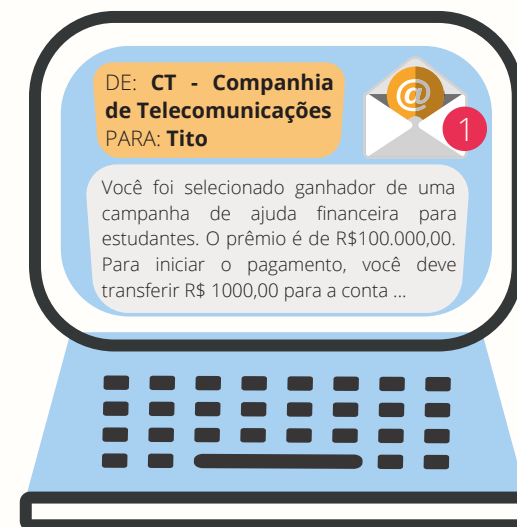 DE: CT - Companhia
de Telecomunicações
PARA: Tito
@
1
Você foi selecionado ganhador de uma
campanha de ajuda financeira para
estudantes. O prêmio é de R$100.000,00.
Para iniciar o pagamento, você deve
transferir R$ 1000,00 para a conta ...